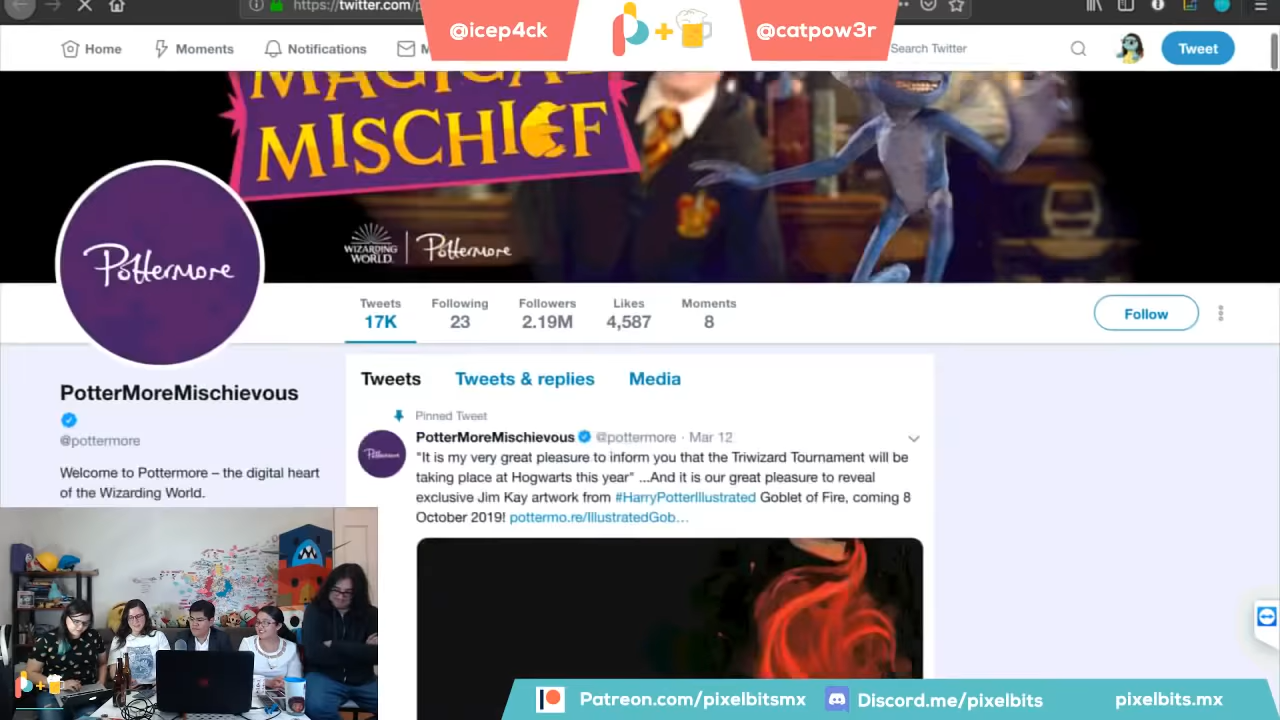 https://twitter.com/p
@icep4ck
@catpow3r
Home
Moments
Notifications
M
Search Twitter
Tweet
MAGICAL
MISCHIEF
WIZARDING
WORLD.
Pottermore
Pottermore
Tweets
17K
Following
23
Followers
2.19M
Likes
4,587
Moments
8
Follow
PotterMoreMischievous
@pottermore
Welcome to Pottermore – the digital heart
of the Wizarding World.
Tweets
Tweets & replies
Media
Pinned Tweet
PotterMoreMischievous @pottermore · Mar 12
"It is my very great pleasure to inform you that the Triwizard Tournament will be
taking place at Hogwarts this year" ...And it is our great pleasure to reveal
exclusive Jim Kay artwork from #HarryPotterIllustrated Goblet of Fire, coming 8
October 2019! pottermo.re/IllustratedGob…
Pottermore
Patreon.com/pixelbitsmx
Discord.me/pixelbits
pixelbits.mx